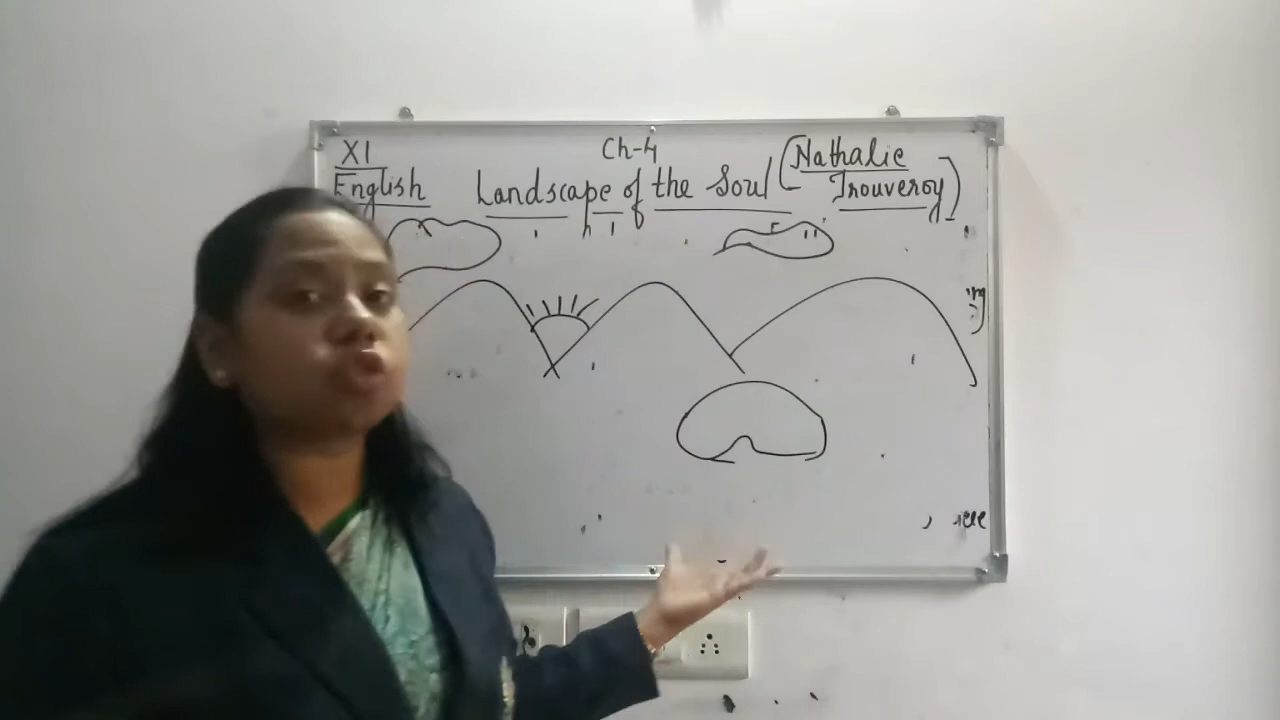 XI
Ch-4
(Nathalie
English
Landscape of the Soul
Trouveroy)